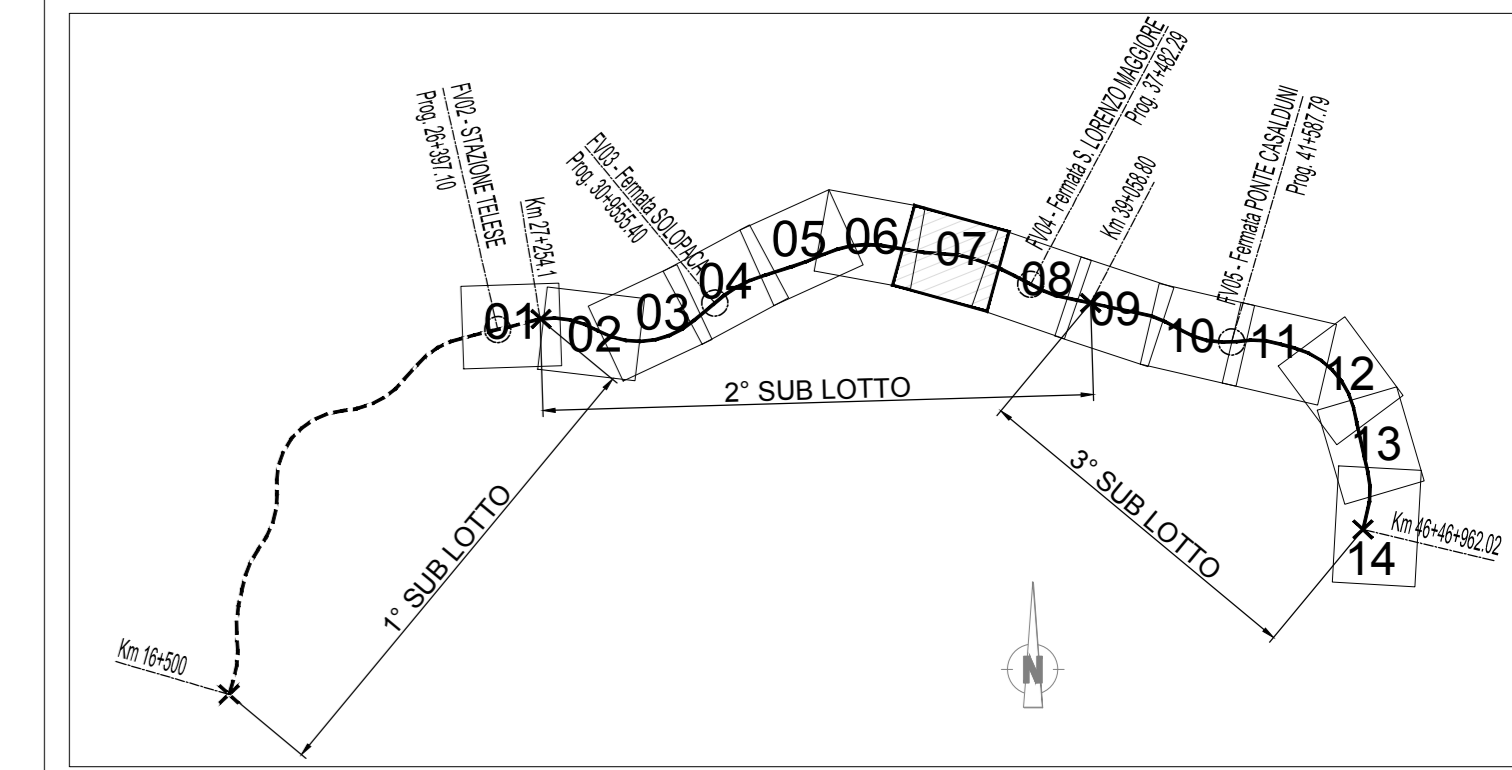 FV02 - STAZIONE TELESE
Prog. 26+397.10
Km 27+254.1
FV03 - Fermata SOLOPACA
Prog. 30+9555.40
FV04 - Fermata S. LORENZO MAGGIORE
Prog. 37+482.29
Km 39+058.80
FV05 - Fermata PONTE CASALDUNI
Prog. 41+587.79
01
02
03
04
05
06
07
08
09
10
11
12
13
14
1° SUB LOTTO
2° SUB LOTTO
3° SUB LOTTO
Km 16+500
Km 46+46+962.02
N